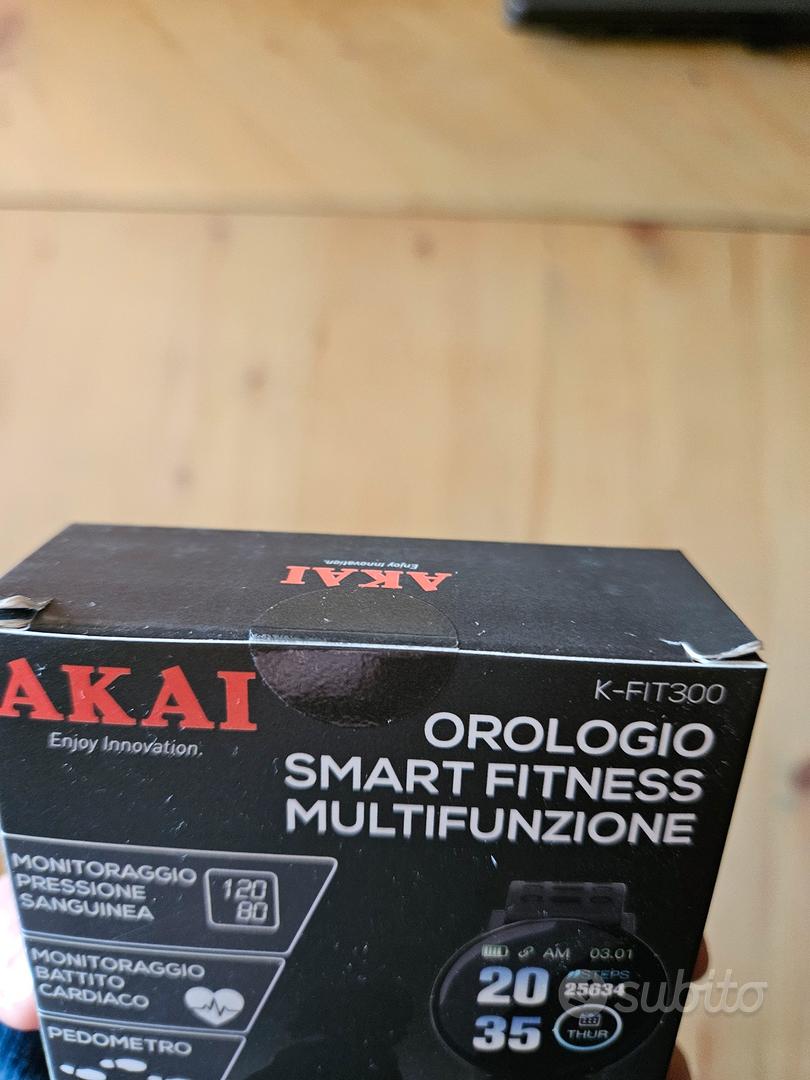 Enjoy Innovation.
AKAI
AKAI
Enjoy Innovation.
K-FIT300
OROLOGIO
SMART FITNESS
MULTIFUNZIONE
MONITORAGGIO
PRESSIONE
SANGUINEA
120
80
MONITORAGGIO
BATTITO
CARDIACO
PEDOMETRO
AM 03.01
20
STEPS
25634
35
THUR
subito